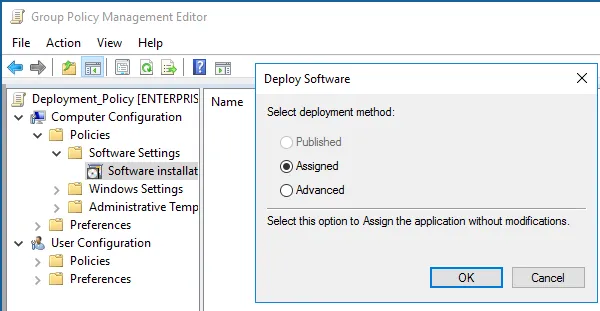 Group Policy Management Editor
File Action View Help
Deployment_Policy [ENTERPRIS
Computer Configuration
Policies
Software Settings
Software installat
Windows Settings
Administrative Temp
Preferences
User Configuration
Policies
Preferences
Name
Deploy Software
Select deployment method:
Published
Assigned
Advanced
Select this option to Assign the application without modifications.
OK Cancel